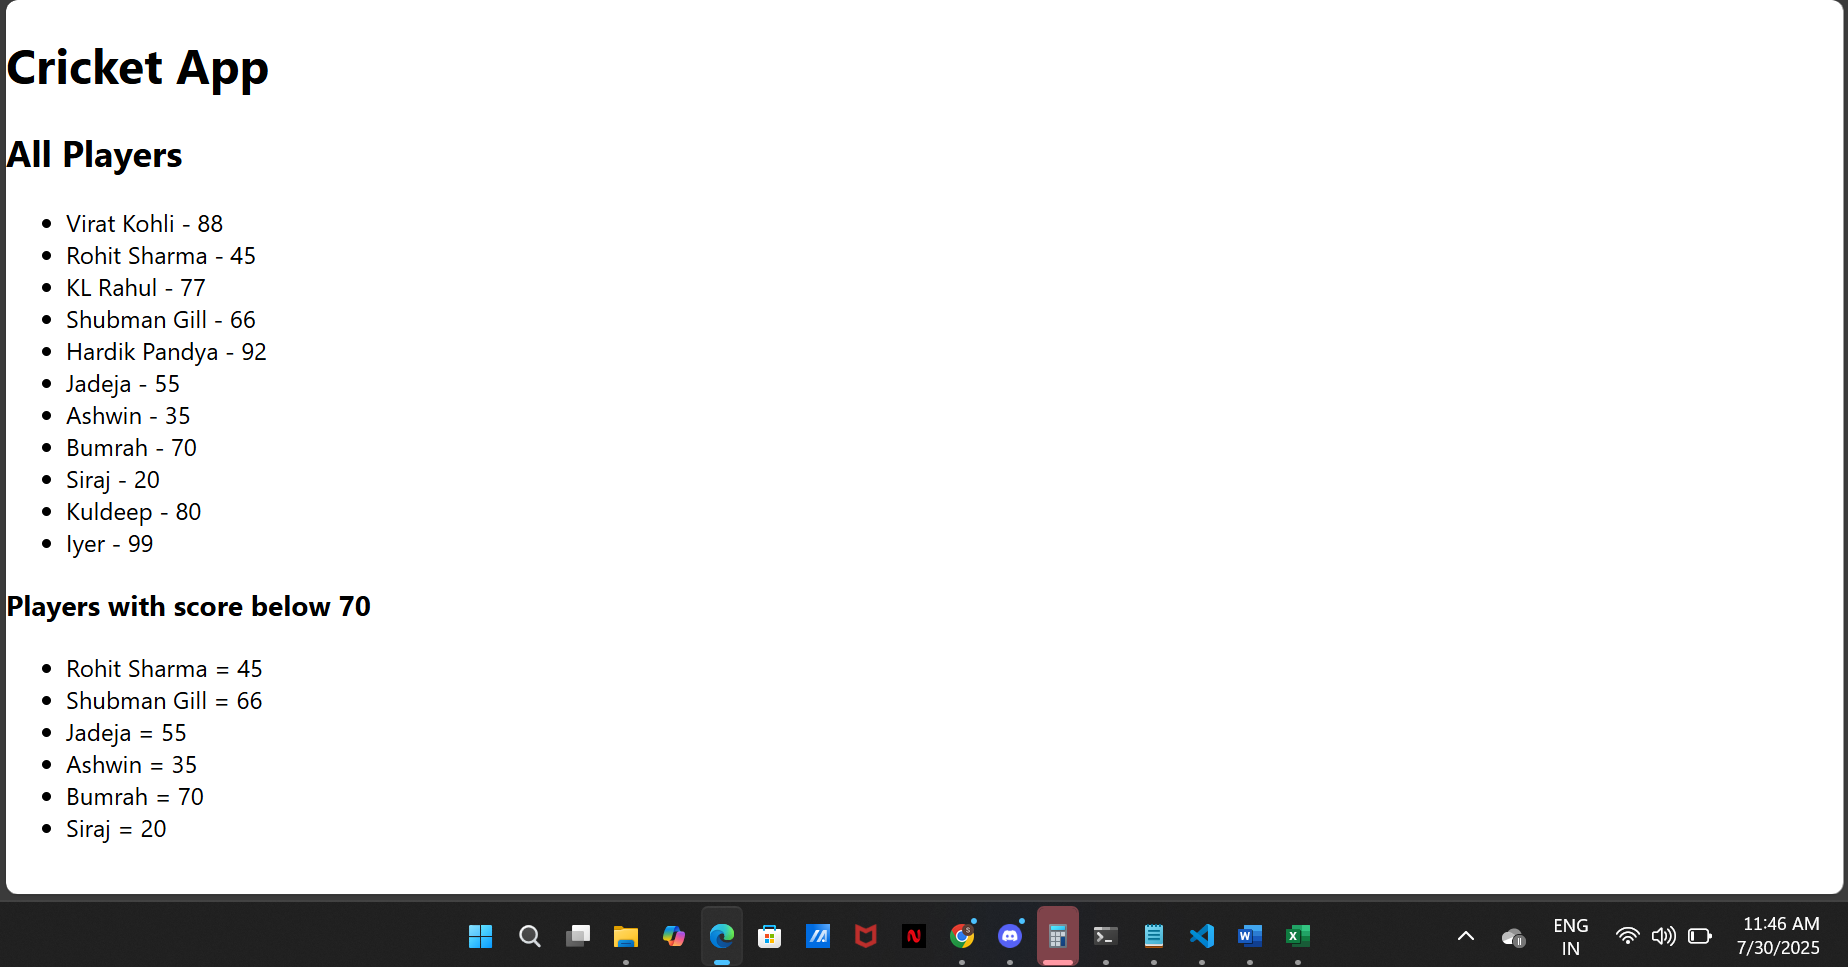 Cricket App
All Players
Virat Kohli - 88
Rohit Sharma - 45
KL Rahul - 77
Shubman Gill - 66
Hardik Pandya - 92
Jadeja - 55
Ashwin - 35
Bumrah - 70
Siraj - 20
Kuldeep - 80
Iyer - 99
Players with score below 70
Rohit Sharma = 45
Shubman Gill = 66
Jadeja = 55
Ashwin = 35
Bumrah = 70
Siraj = 20
ENG
IN
11:46 AM
7/30/2025